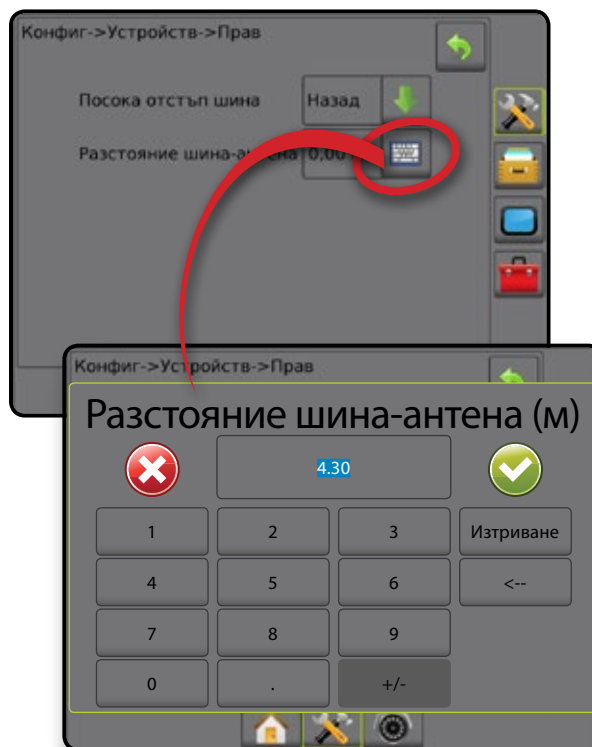 Конфиг->Устройств->Прав
Посока отстъп шина Назад
Разстояние шина-антена 0,00
Конфиг->Устройств->Прав
Разстояние шина-антена (м)
4.30
1 2 3 Изтриване
4 5 6 <--
7 8 9
0 . +/-